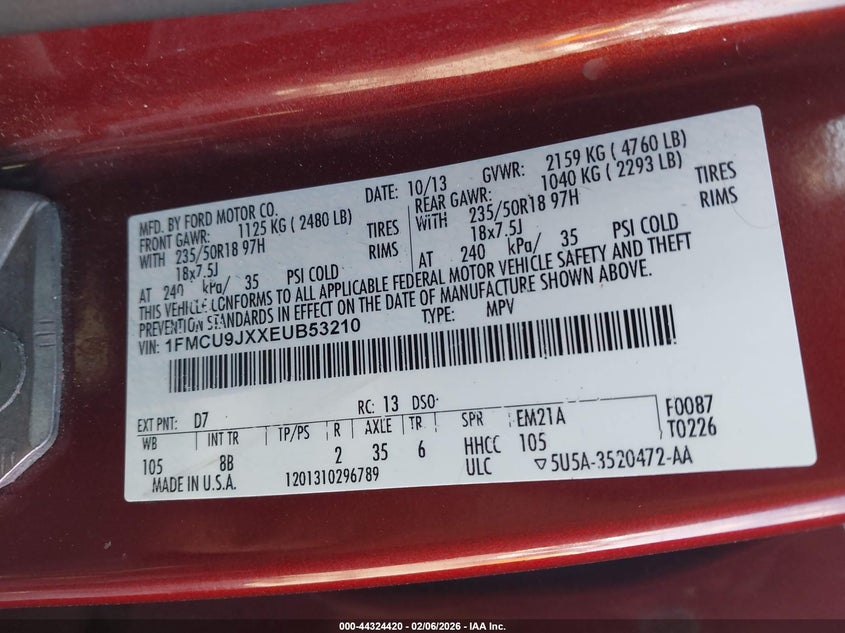 MFD. BY FORD MOTOR CO.
DATE: 10/13
GVWR: 2159 KG ( 4760 LB)
FRONT GAWR: 1125 KG ( 2480 LB)
REAR GAWR: 1040 KG ( 2293 LB)
WITH 235/50R18 97H TIRES
WITH 235/50R18 97H TIRES
18x7.5J RIMS
18x7.5J RIMS
AT 240 kPa/ 35 PSI COLD
AT 240 kPa/ 35 PSI COLD
THIS VEHICLE CONFORMS TO ALL APPLICABLE FEDERAL MOTOR VEHICLE SAFETY AND THEFT
PREVENTION STANDARDS IN EFFECT ON THE DATE OF MANUFACTURE SHOWN ABOVE.
VIN: 1FMCU9JXXEUB53210
TYPE: MPV
EXT PNT: D7 RC: 13 DSO:
WB INT TR TP/PS R AXLE TR SPR EM21A F0087
105 8B 2 35 6 HHCC 105 T0226
MADE IN U.S.A. 1201310296789 ULC ▽5U5A-3520472-AA
000-44324420 - 02/06/2026 - IAA Inc.